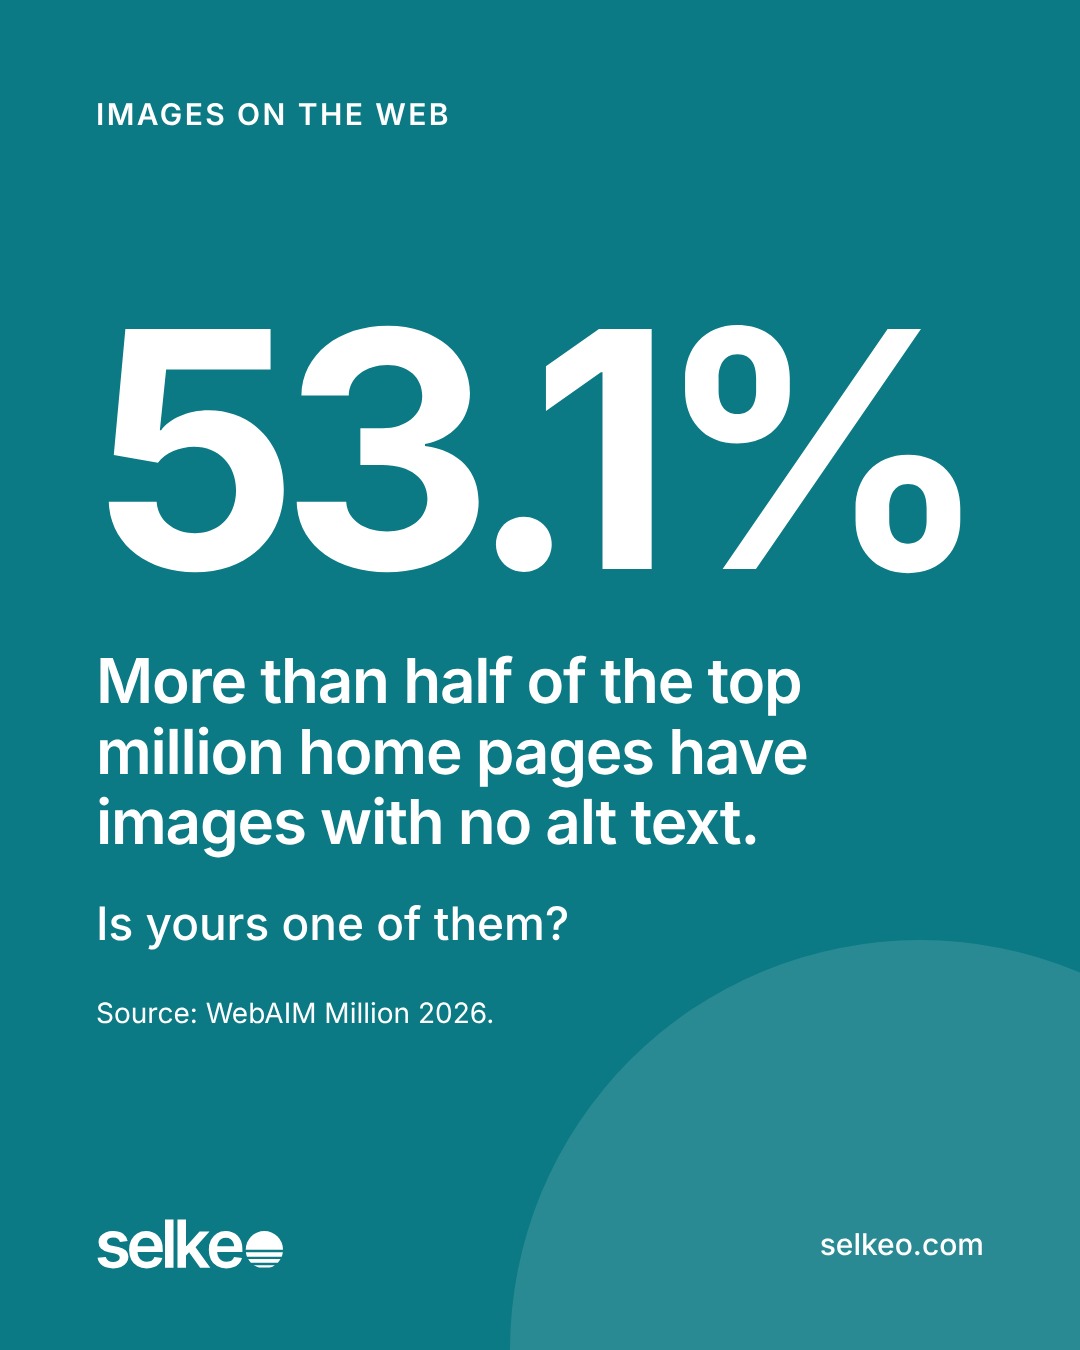 IMAGES ON THE WEB
53.1%
More than half of the top
million home pages have
images with no alt text.
Is yours one of them?
Source: WebAIM Million 2026.
selkeo
selkeo.com